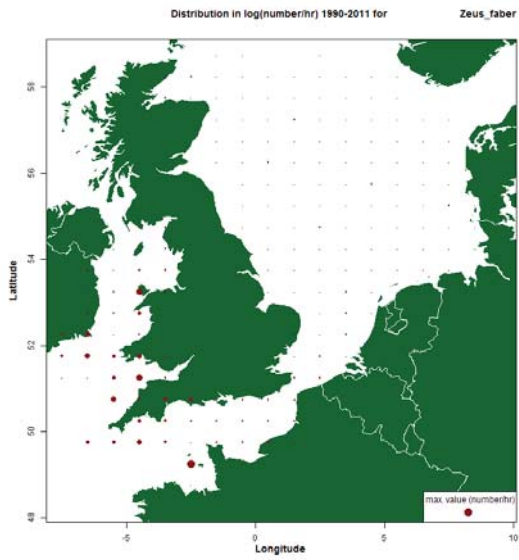 Distribution in log(number/hr) 1990-2011 for Zeus_faber
58
56
54
52
50
48
Latitude
-5 0 5 10
Longitude
max. value (number/hr)